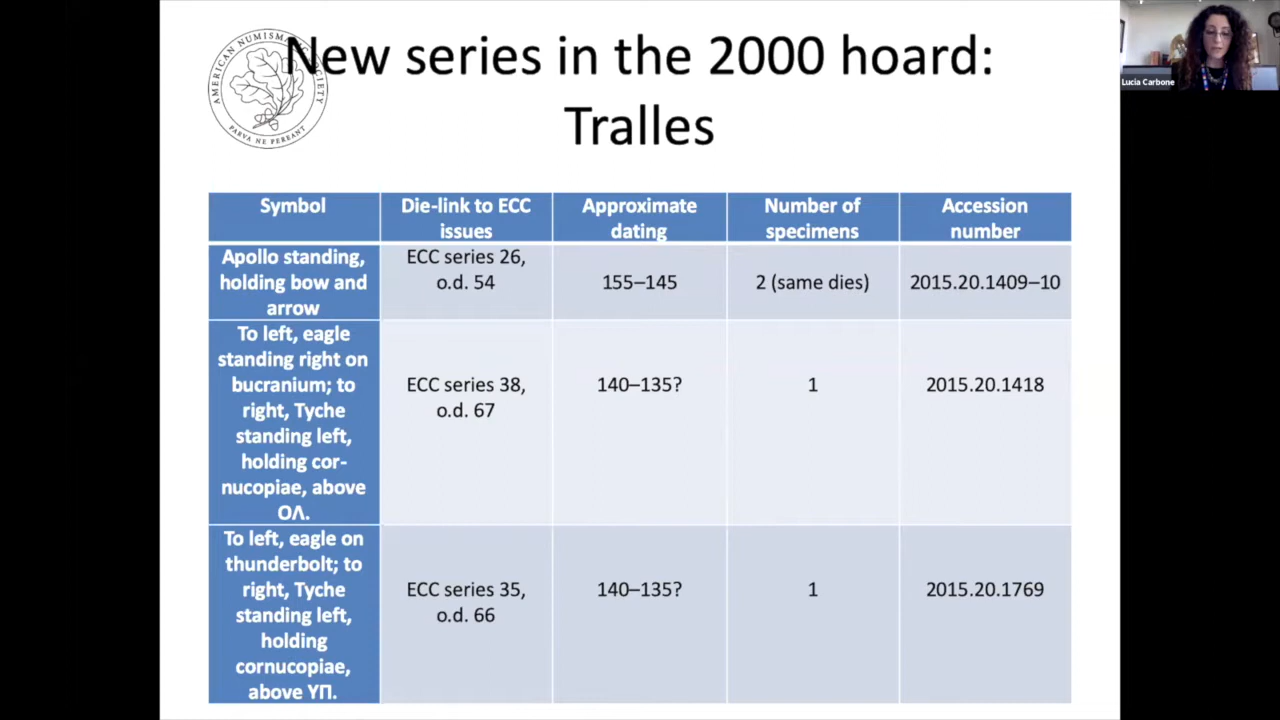 AMERICAN NUMISMATIC SOCIETY
PARVA NE PEREANT
New series in the 2000 hoard:
Tralles
Lucia Carbone
Symbol
Die-link to ECC
issues
Approximate
dating
Number of
specimens
Accession
number
Apollo standing,
holding bow and
arrow
ECC series 26,
o.d. 54
155–145
2 (same dies)
2015.20.1409–10
To left, eagle
standing right on
bucranium; to
right, Tyche
standing left,
holding cor-
nucopiae, above
ΟΛ.
ECC series 38,
o.d. 67
140–135?
1
2015.20.1418
To left, eagle on
thunderbolt; to
right, Tyche
standing left,
holding
cornucopiae,
above ΥΠ.
ECC series 35,
o.d. 66
140–135?
1
2015.20.1769